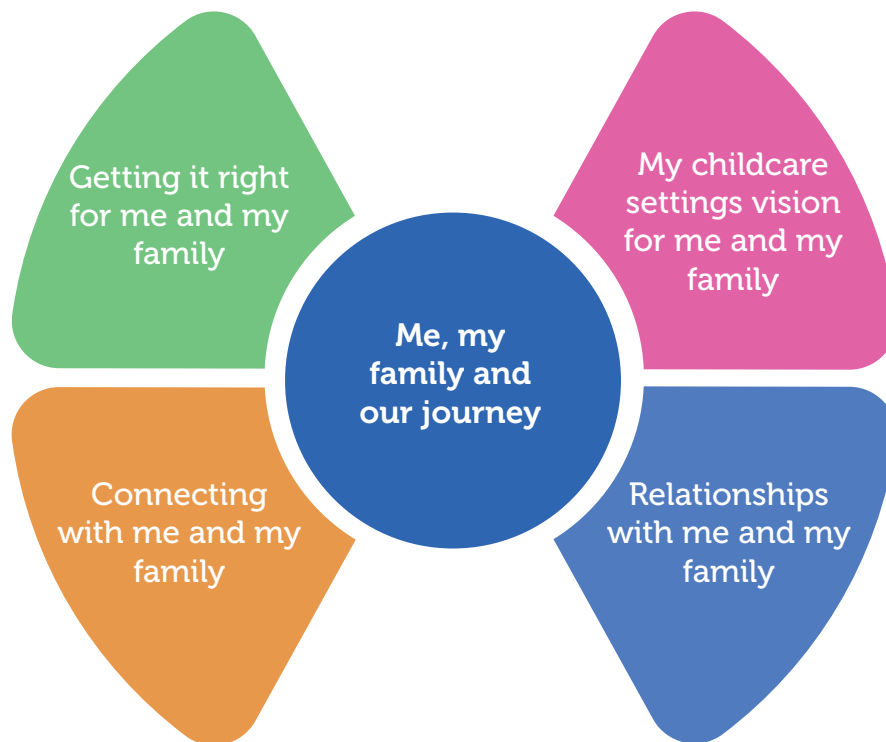 Getting it right
for me and my
family
My childcare
settings vision
for me and my
family
Me, my
family and
our journey
Connecting
with me and my
family
Relationships
with me and my
family